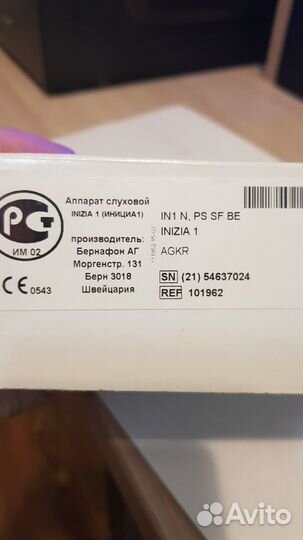 Аппарат слуховой
INIZIA 1 (ИНИЦИА1)
производитель:
Бернафон АГ
Моргенстр. 131
Берн 3018
Швейцария
РСТ
ИМ 02
CE 0543
IN1 N, PS SF BE
INIZIA 1
AGKR
SN (21) 54637024
REF 101962
Avito